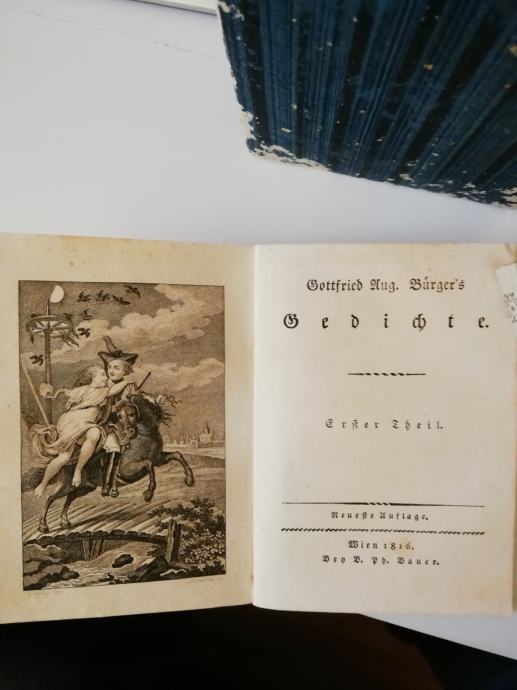 Gottfried Aug. Bürger's
Gedichte.
Erster Theil.
Neueste Auflage.
Wien 1816.
Bey B. Ph. Bauer.